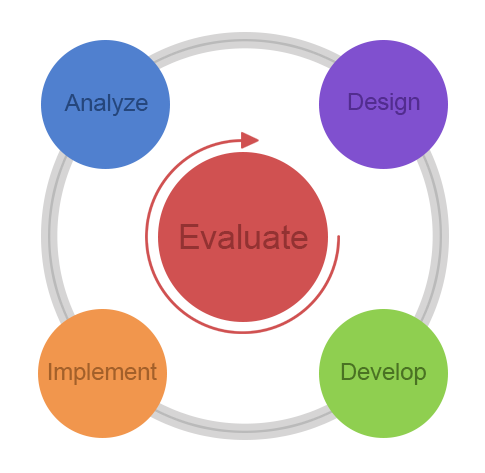 Analyze
Design
Evaluate
Implement
Develop